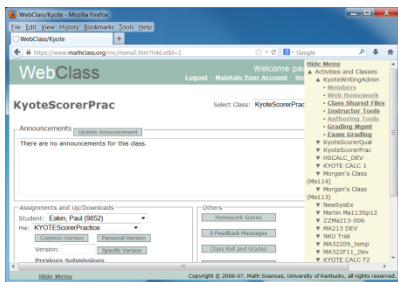 WebClass/Kyote - Mozilla Firefox
File Edit View History Bookmarks Tools Help
WebClass/Kyote
https://www.mathclass.org/mc/menuf.htm?linkListId=1
Google
WebClass
Welcome
Logout - Maintain Your Account -
KyoteScorerPrac
Select Class: KyoteScorerPrac
Announcements Update Announcement
There are no announcements for this class.
Assignments and Up/Downloads
Student: Eakin, Paul (9852)
Hw: KYOTEScorerPractice
Common Version Personal Version
Version: Specific Version
Previous Submissions
Others
Homework Scores
0 Feedback Messages
Class Roll and Grades
Hide Menu
Activities and Classes
KyoteWritingAdmin
Members
Web Homework
Class Shared Files
Instructor Tools
Authoring Tools
Grading Mgmt
Exam Grading
KyoteScorerQual
KyoteScorerPrac
HSCALC_DEV
KYOTE CALC 1
Morgan's Class
(Ma114)
Morgan's Class
(Ma113)
NewSysEx
Martin Ma113Sp12
ZZMa213-006
MA213 DEV
NKU Trial
MA32209_temp
MA322F11_Dev
KYOTE CALC F2
Hide Menu
Copyright © 2006-07, Math Sciences, University of Kentucky, all rights reserved.